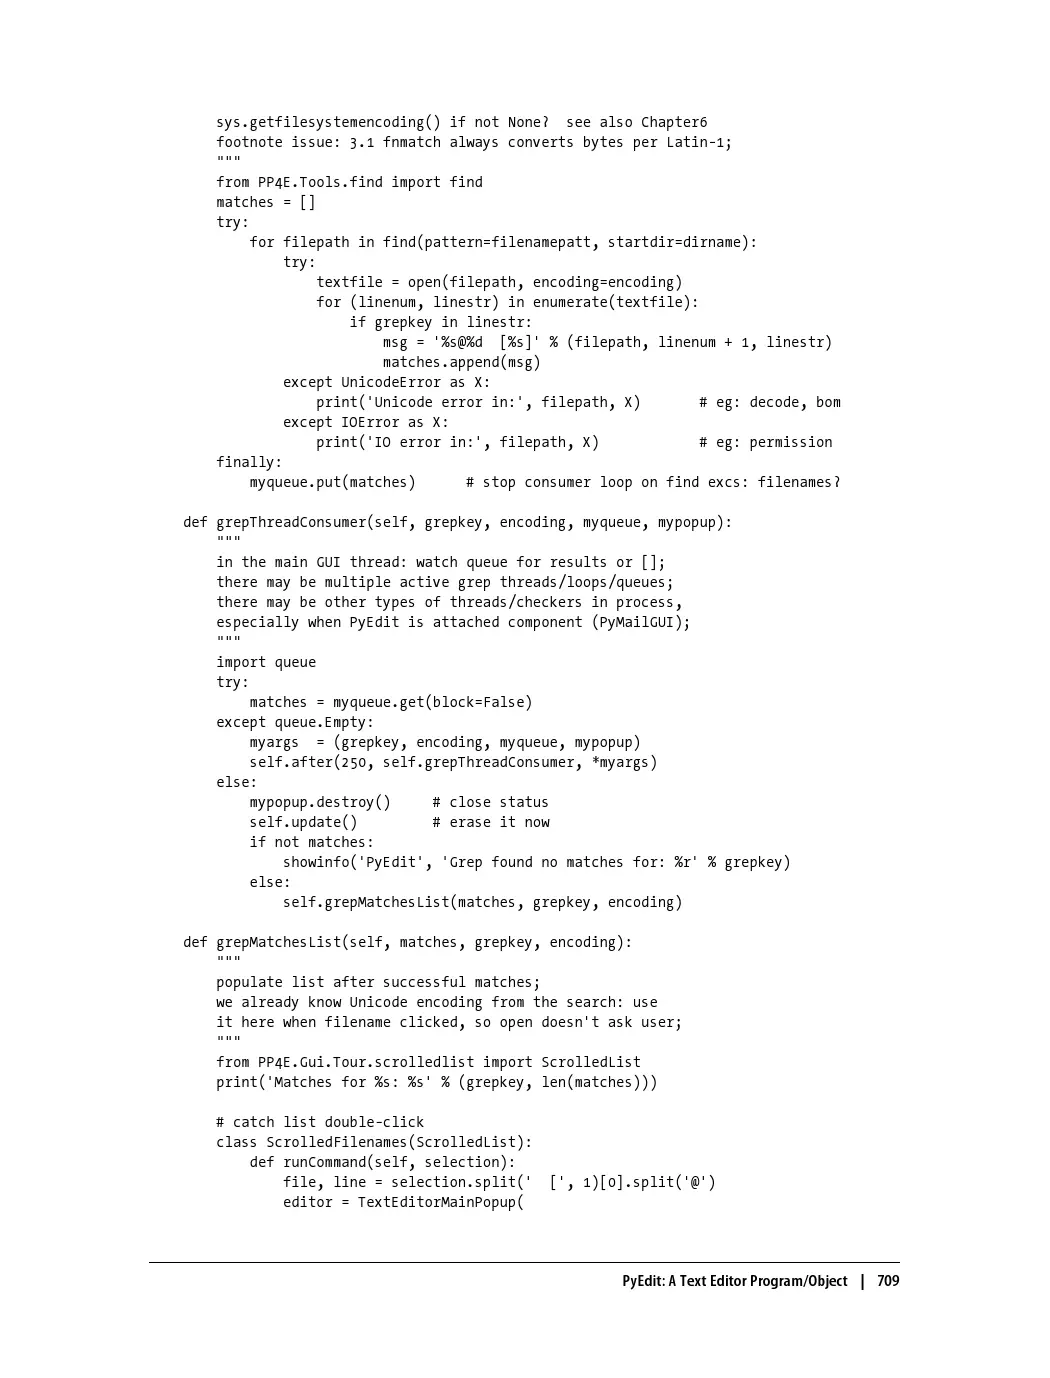 sys.getfilesystemencoding() if not None?  see also Chapter6
footnote issue: 3.1 fnmatch always converts bytes per Latin-1;
"""
from PP4E.Tools.find import find
matches = []
try:
    for filepath in find(pattern=filenamepatt, startdir=dirname):
        try:
            textfile = open(filepath, encoding=encoding)
            for (linenum, linestr) in enumerate(textfile):
                if grepkey in linestr:
                    msg = '%s@%d  [%s]' % (filepath, linenum + 1, linestr)
                    matches.append(msg)
        except UnicodeError as X:
            print('Unicode error in:', filepath, X)       # eg: decode, bom
        except IOError as X:
            print('IO error in:', filepath, X)            # eg: permission
finally:
    myqueue.put(matches)      # stop consumer loop on find excs: filenames?
def grepThreadConsumer(self, grepkey, encoding, myqueue, mypopup):
    """
    in the main GUI thread: watch queue for results or [];
    there may be multiple active grep threads/loops/queues;
    there may be other types of threads/checkers in process,
    especially when PyEdit is attached component (PyMailGUI);
    """
    import queue
    try:
        matches = myqueue.get(block=False)
    except queue.Empty:
        myargs  = (grepkey, encoding, myqueue, mypopup)
        self.after(250, self.grepThreadConsumer, *myargs)
    else:
        mypopup.destroy()     # close status
        self.update()         # erase it now
        if not matches:
            showinfo('PyEdit', 'Grep found no matches for: %r' % grepkey)
        else:
            self.grepMatchesList(matches, grepkey, encoding)
def grepMatchesList(self, matches, grepkey, encoding):
    """
    populate list after successful matches;
    we already know Unicode encoding from the search: use
    it here when filename clicked, so open doesn't ask user;
    """
    from PP4E.Gui.Tour.scrolledlist import ScrolledList
    print('Matches for %s: %s' % (grepkey, len(matches)))
    # catch list double-click
    class ScrolledFilenames(ScrolledList):
        def runCommand(self, selection):
            file, line = selection.split('  [', 1)[0].split('@')
            editor = TextEditorMainPopup(
PyEdit: A Text Editor Program/Object | 709